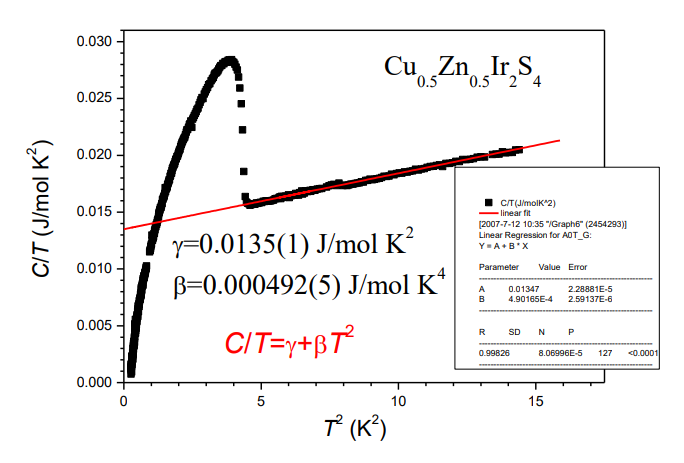 Cu0.5Zn0.5Ir2S4
0.030
0.025
0.020
0.015
0.010
0.005
0.000
C/T (J/mol K²)
γ=0.0135(1) J/mol K²
β=0.000492(5) J/mol K⁴
C/T=γ+βT²
C/T(J/molK^2)
linear fit
[2007-7-12 10:35 "/Graph6" (2454293)]
Linear Regression for A0T_G:
Y = A + B * X
Parameter Value Error
A 0.01347 2.28881E-5
B 4.90165E-4 2.59137E-6
R SD N P
0.99826 8.06996E-5 127 <0.0001
0 5 10 15
T² (K²)